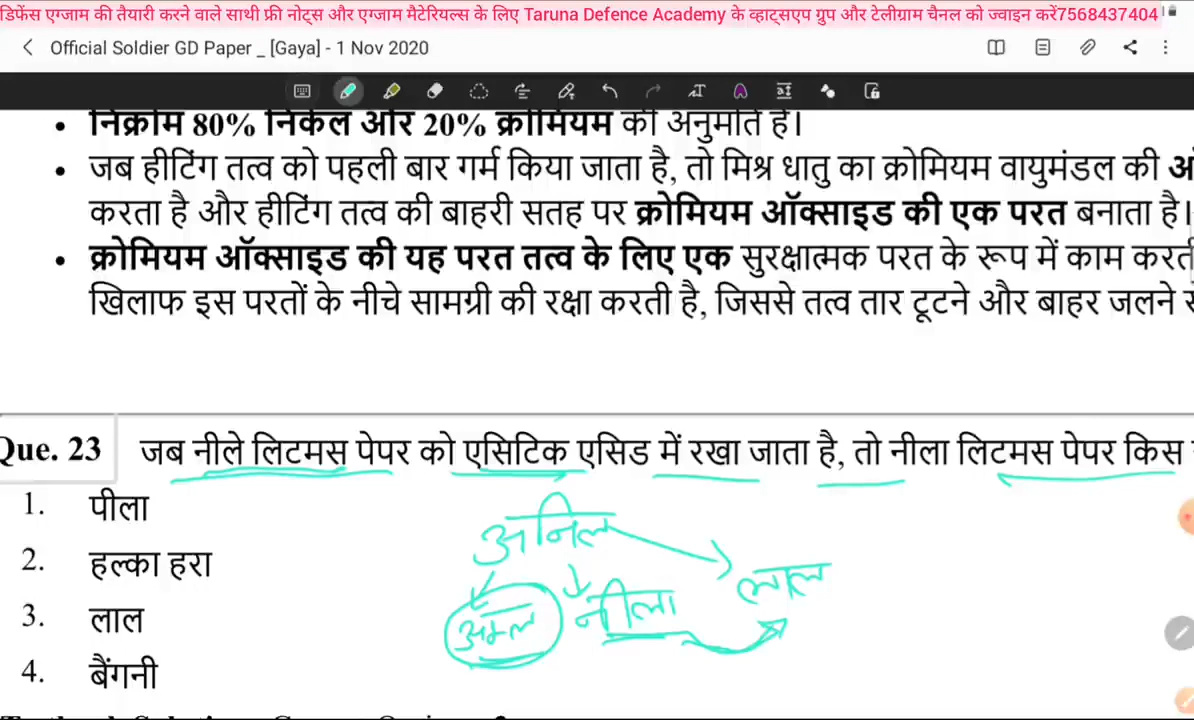 डिफेंस एग्जाम की तैयारी करने वाले साथी फ्री नोट्स और एग्जाम मैटेरियल्स के लिए Taruna Defence Academy के व्हाट्सएप ग्रुप और टेलीग्राम चैनल को ज्वाइन करें7568437404
Official Soldier GD Paper _ [Gaya] - 1 Nov 2020
• निक्रोम 80% निकल और 20% क्रोमियम की अनुमति है।
• जब हीटिंग तत्व को पहली बार गर्म किया जाता है, तो मिश्र धातु का क्रोमियम वायुमंडल की
करता है और हीटिंग तत्व की बाहरी सतह पर क्रोमियम ऑक्साइड की एक परत बनाता है।
• क्रोमियम ऑक्साइड की यह परत तत्व के लिए एक सुरक्षात्मक परत के रूप में काम करती
खिलाफ इस परतों के नीचे सामग्री की रक्षा करती है, जिससे तत्व तार टूटने और बाहर जलने
Que. 23 जब नीले लिटमस पेपर को एसिटिक एसिड में रखा जाता है, तो नीला लिटमस पेपर किस
1. पीला
2. हल्का हरा
3. लाल
4. बैंगनी
अनिल
लाल
अम्ल नीला